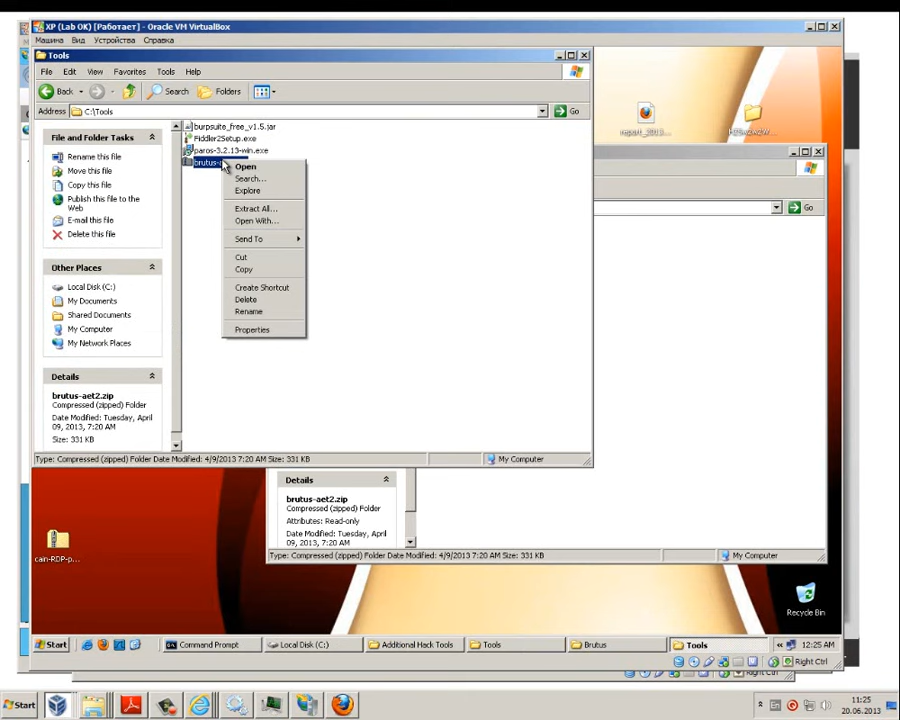 XP (Lab OK) [Работает] - Oracle VM VirtualBox
Машина Вид Устройства Справка
Tools
File Edit View Favorites Tools Help
Back Search Folders
Address C:\Tools Go
File and Folder Tasks
Rename this file
Move this file
Copy this file
Publish this file to the
Web
E-mail this file
Delete this file
Other Places
Local Disk (C:)
My Documents
Shared Documents
My Computer
My Network Places
Details
brutus-aet2.zip
Compressed (zipped) Folder
Date Modified: Tuesday, April
09, 2013, 7:20 AM
Size: 331 KB
burpsuite_free_v1.5.jar
Fiddler2Setup.exe
paros-3.2.13-win.exe
Open
Search...
Explore
Extract All...
Open With...
Send To
Cut
Copy
Create Shortcut
Delete
Rename
Properties
Type: Compressed (zipped) Folder Date Modified: 4/9/2013 7:20 AM Size: 331 KB
My Computer
report_2013...
Go
Details
brutus-aet2.zip
Compressed (zipped) Folder
Attributes: Read-only
Date Modified: Tuesday, April
09, 2013, 7:20 AM
Type: Compressed (zipped) Folder Date Modified: 4/9/2013 7:20 AM Size: 331 KB
My Computer
cain-RDP-p...
Recycle Bin
Start Command Prompt Local Disk (C:) Additional Hack Tools Tools Brutus Tools 12:25 AM
Right Ctrl
Right Ctrl
Start
11:25
20.06.2013